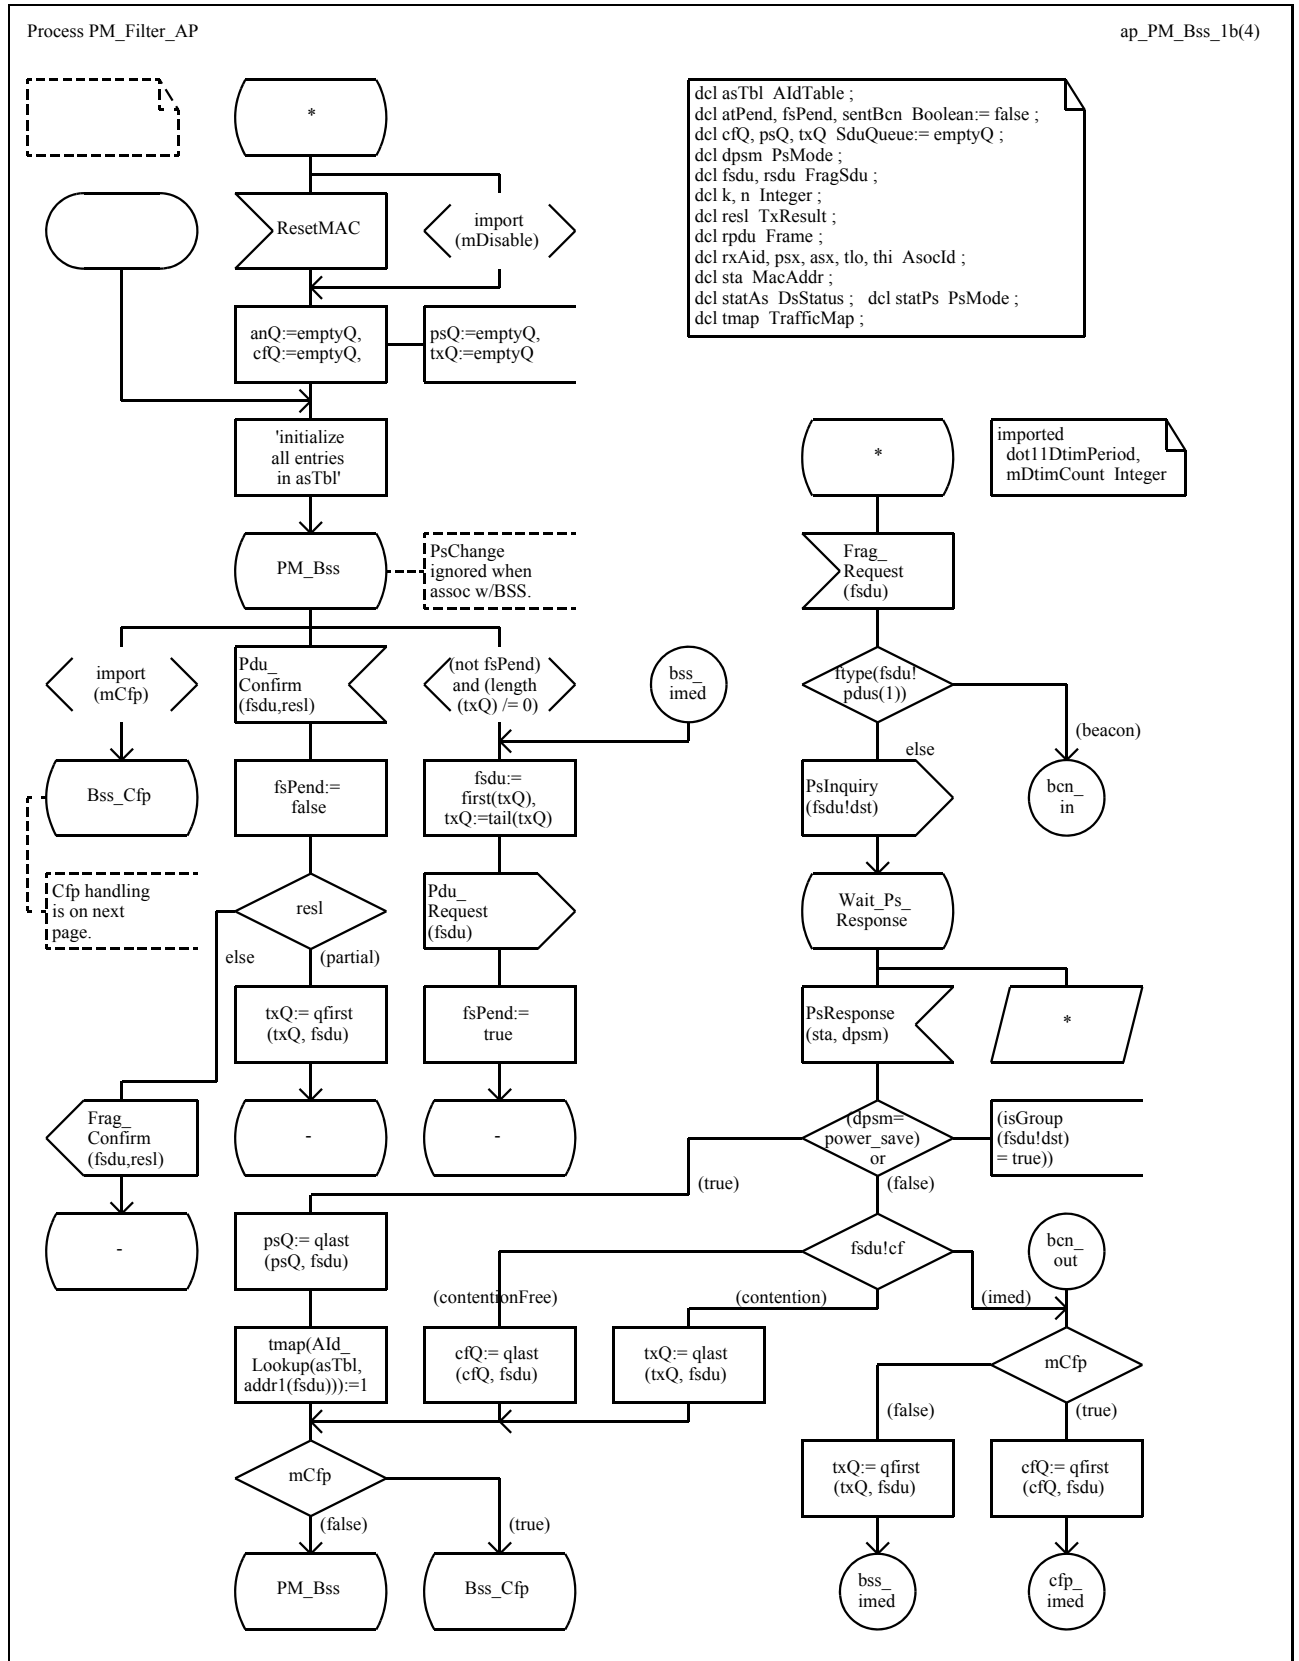 Process PM_Filter_AP
ap_PM_Bss_1b(4)
*
dcl asTbl AIdTable ;
dcl atPend, fsPend, sentBcn Boolean:= false ;
dcl cfQ, psQ, txQ SduQueue:= emptyQ ;
dcl dpsm PsMode ;
dcl fsdu, rsdu FragSdu ;
dcl k, n Integer ;
dcl resl TxResult ;
dcl rpdu Frame ;
dcl rxAid, psx, asx, tlo, thi AsocId ;
dcl sta MacAddr ;
dcl statAs DsStatus ; dcl statPs PsMode ;
dcl tmap TrafficMap ;
ResetMAC
import
(mDisable)
anQ:=emptyQ,
cfQ:=emptyQ,
psQ:=emptyQ,
txQ:=emptyQ
'initialize
all entries
in asTbl'
*
imported
dot11DtimPeriod,
mDtimCount Integer
PM_Bss
PsChange
ignored when
assoc w/BSS.
Frag_
Request
(fsdu)
import
(mCfp)
Pdu_
Confirm
(fsdu,resl)
(not fsPend)
and (length
(txQ) /= 0)
bss_
imed
ftype(fsdu!
pdus(1))
else
(beacon)
Bss_Cfp
fsPend:=
false
fsdu:=
first(txQ),
txQ:=tail(txQ)
PsInquiry
(fsdu!dst)
bcn_
in
Cfp handling
is on next
page.
resl
else
(partial)
Pdu_
Request
(fsdu)
Wait_Ps_
Response
txQ:= qfirst
(txQ, fsdu)
fsPend:=
true
PsResponse
(sta, dpsm)
*
Frag_
Confirm
(fsdu,resl)
-
-
(dpsm=
power_save)
or
(isGroup
(fsdu!dst)
= true))
(true)
(false)
-
psQ:= qlast
(psQ, fsdu)
fsdu!cf
bcn_
out
(contentionFree)
(contention)
(imed)
tmap(AId_
Lookup(asTbl,
addr1(fsdu))):=1
cfQ:= qlast
(cfQ, fsdu)
txQ:= qlast
(txQ, fsdu)
mCfp
(false)
(true)
mCfp
(false)
(true)
txQ:= qfirst
(txQ, fsdu)
cfQ:= qfirst
(cfQ, fsdu)
PM_Bss
Bss_Cfp
bss_
imed
cfp_
imed